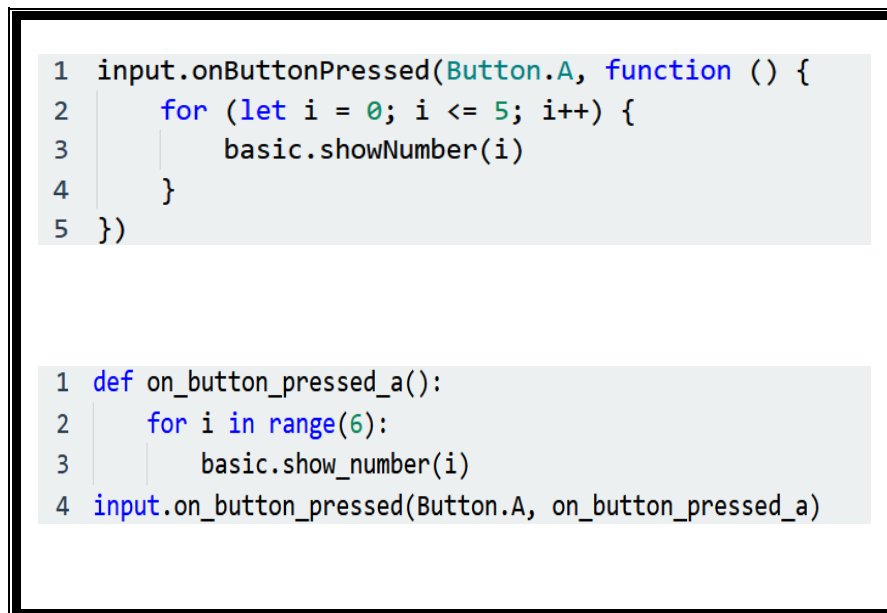 1 input.onButtonPressed(Button.A, function () {
2     for (let i = 0; i <= 5; i++) {
3         basic.showNumber(i)
4     }
5 })
1 def on_button_pressed_a():
2     for i in range(6):
3         basic.show_number(i)
4 input.on_button_pressed(Button.A, on_button_pressed_a)